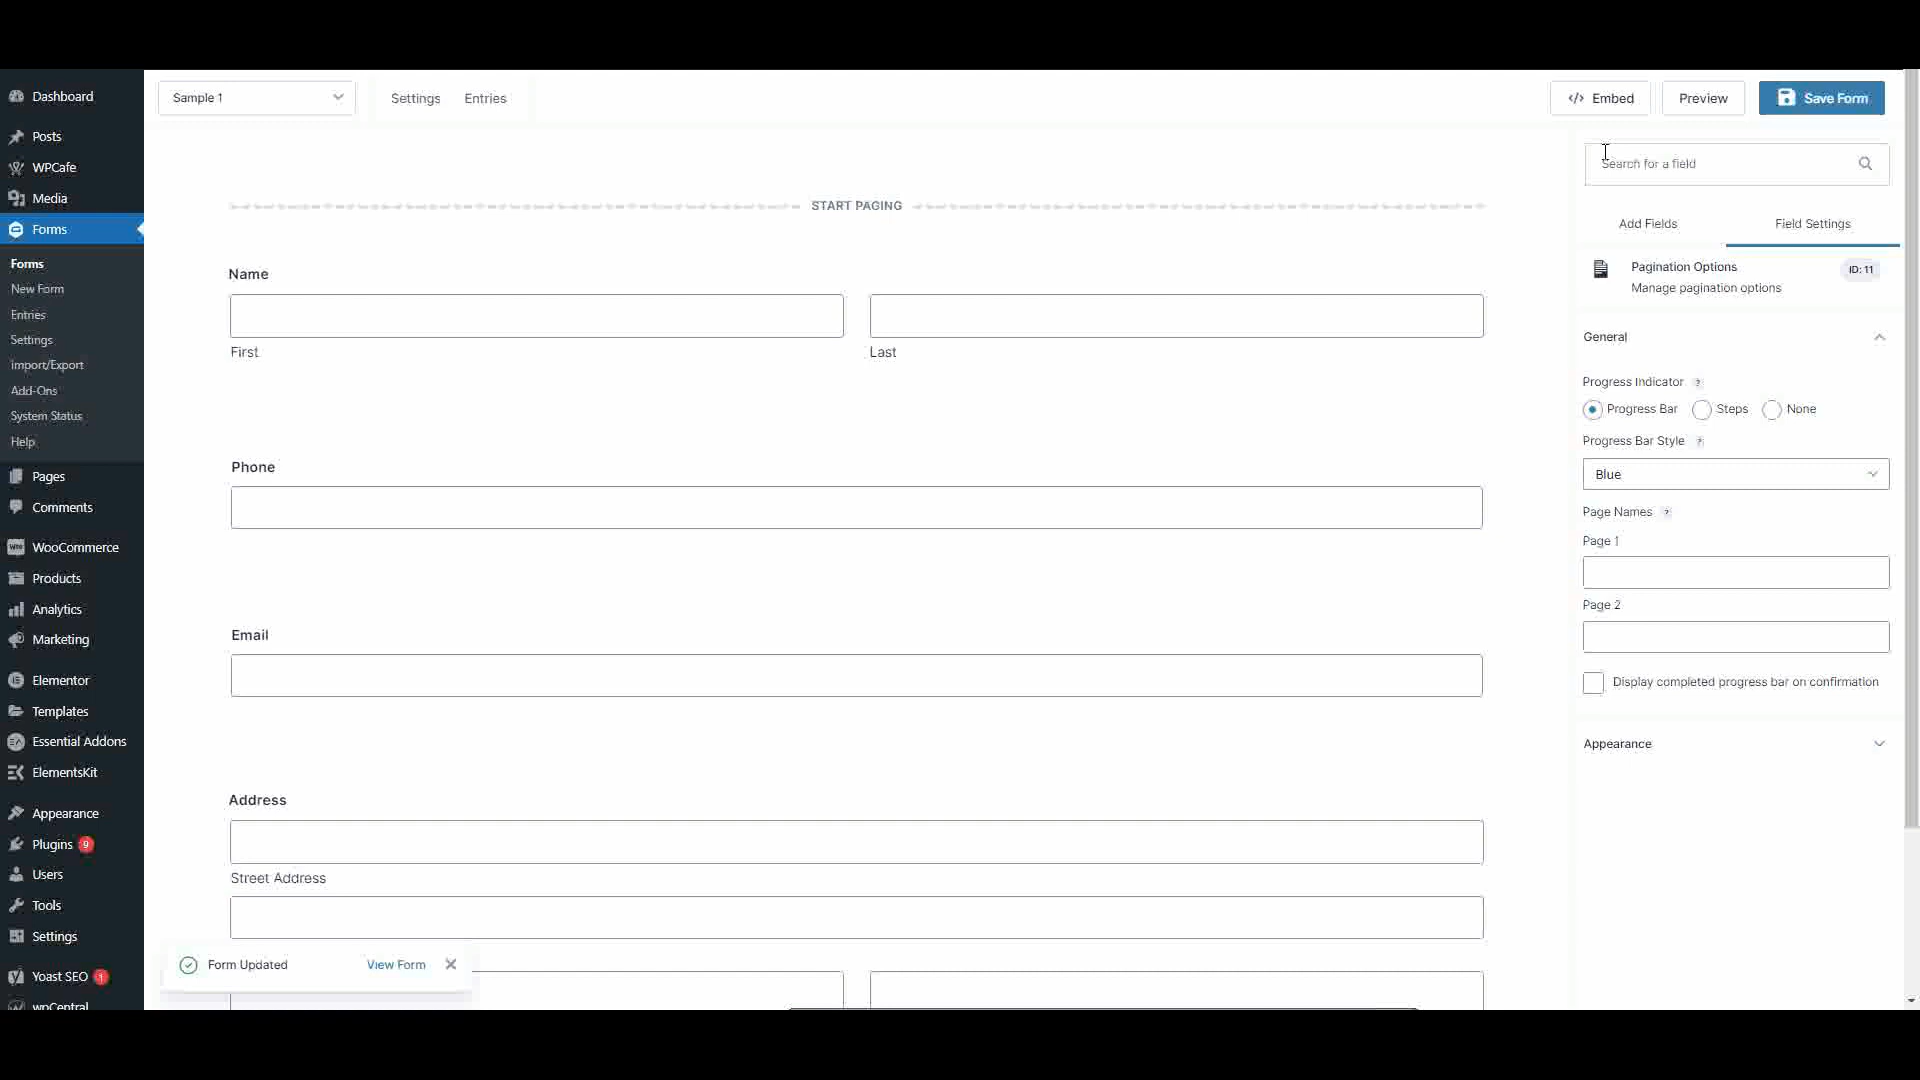 Dashboard
Posts
WPCafe
Media
Forms
Forms
New Form
Entries
Settings
Import/Export
Add-Ons
System Status
Help
Pages
Comments
WooCommerce
Products
Analytics
Marketing
Elementor
Templates
Essential Addons
ElementsKit
Appearance
Plugins 9
Users
Tools
Settings
Yoast SEO 1
wpCentral
Sample 1
Settings
Entries
</> Embed
Preview
Save Form
START PAGING
Name
First
Last
Phone
Email
Address
Street Address
Form Updated
View Form
Search for a field
Add Fields
Field Settings
Pagination Options
ID: 11
Manage pagination options
General
Progress Indicator ?
Progress Bar
Steps
None
Progress Bar Style ?
Blue
Page Names ?
Page 1
Page 2
Display completed progress bar on confirmation
Appearance